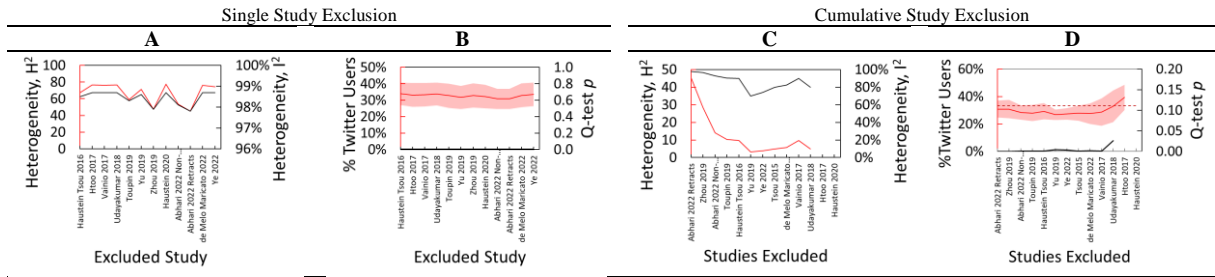 Single Study Exclusion
Cumulative Study Exclusion
A
B
C
D
Heterogeneity, H²
100
80
60
40
20
0
100%
99%
98%
97%
96%
Heterogeneity, I²
Haustein Tsou 2016
Htoo 2017
Vainio 2017
Udayakumar 2018
Toupin 2019
Yu 2019
Zhou 2019
Haustein 2020
Abhari 2022 Non-…
Abhari 2022 Retracts
de Melo Maricato 2022
Ye 2022
Excluded Study
% Twitter Users
50%
40%
30%
20%
10%
0%
1.0
0.8
0.6
0.4
0.2
0.0
Q-test p
Haustein Tsou 2016
Htoo 2017
Vainio 2017
Udayakumar 2018
Toupin 2019
Yu 2019
Zhou 2019
Haustein 2020
Abhari 2022 Non-…
Abhari 2022 Retracts
de Melo Maricato 2022
Ye 2022
Excluded Study
Heterogeneity, H²
50
40
30
20
10
0
100%
80%
60%
40%
20%
0%
Heterogeneity, I²
Abhari 2022 Retracts
Zhou 2019
Abhari 2022 Non-…
Toupin 2019
Haustein Tsou 2016
Yu 2019
Ye 2022
Tsou 2015
de Melo Maricato…
Vainio 2017
Udayakumar 2018
Htoo 2017
Haustein 2020
Studies Excluded
%Twitter Users
60%
40%
20%
0%
0.20
0.15
0.10
0.05
0.00
Q-test p
Abhari 2022 Retracts
Zhou 2019
Abhari 2022 Non-…
Toupin 2019
Haustein Tsou 2016
Yu 2019
Ye 2022
Tsou 2015
de Melo Maricato 2022
Vainio 2017
Udayakumar 2018
Htoo 2017
Haustein 2020
Studies Excluded